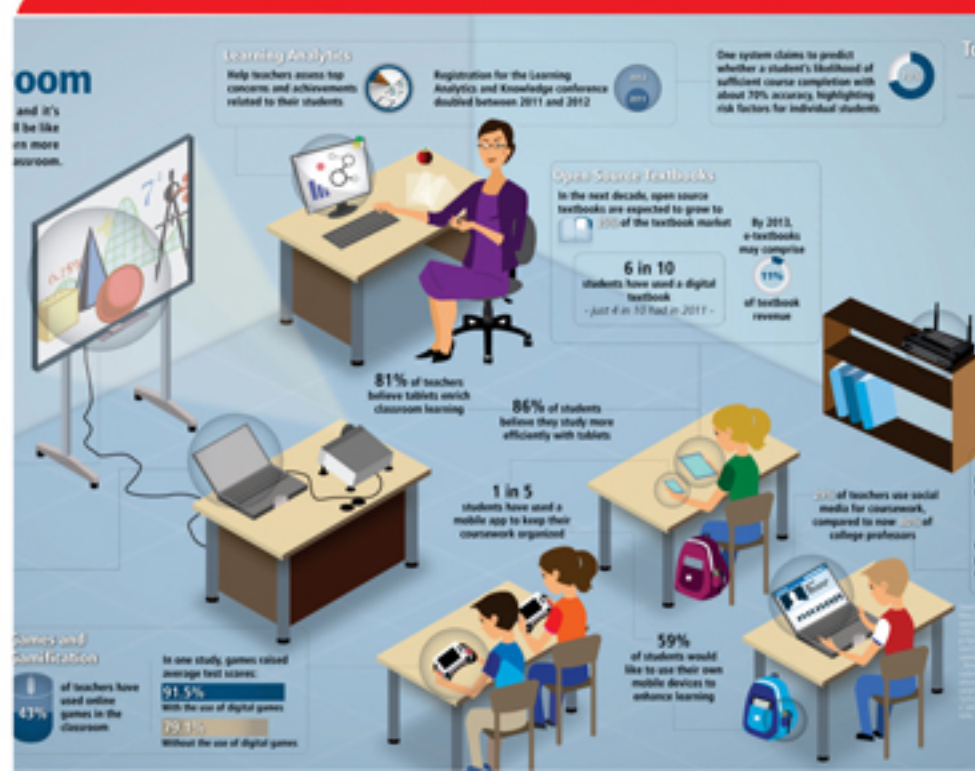 oom
and it's
ll be like
rn more
assroom.
Learning Analytics
Help teachers assess top
concerns and achievements
related to their students
Registration for the Learning
Analytics and Knowledge conference
doubled between 2011 and 2012
2012
2011
One system claims to predict
whether a student's likelihood of
sufficient course completion with
about 70% accuracy, highlighting
risk factors for individual students
To
Open Source Textbooks
In the next decade, open source
textbooks are expected to grow to
of the textbook market
6 in 10
students have used a digital
textbook
- just 4 in 10 had in 2011 -
By 2013,
e-textbooks
may comprise
11%
of textbook
revenue
81% of teachers
believe tablets enrich
classroom learning
86% of students
believe they study more
efficiently with tablets
1 in 5
students have used a
mobile app to keep their
coursework organized
of teachers use social
media for coursework,
compared to now of
college professors
59%
of students would
like to use their own
mobile devices to
enhance learning
Games and
Gamification
43%
of teachers have
used online
games in the
classroom
In one study, games raised
average test scores:
91.5%
With the use of digital games
79.1%
Without the use of digital games